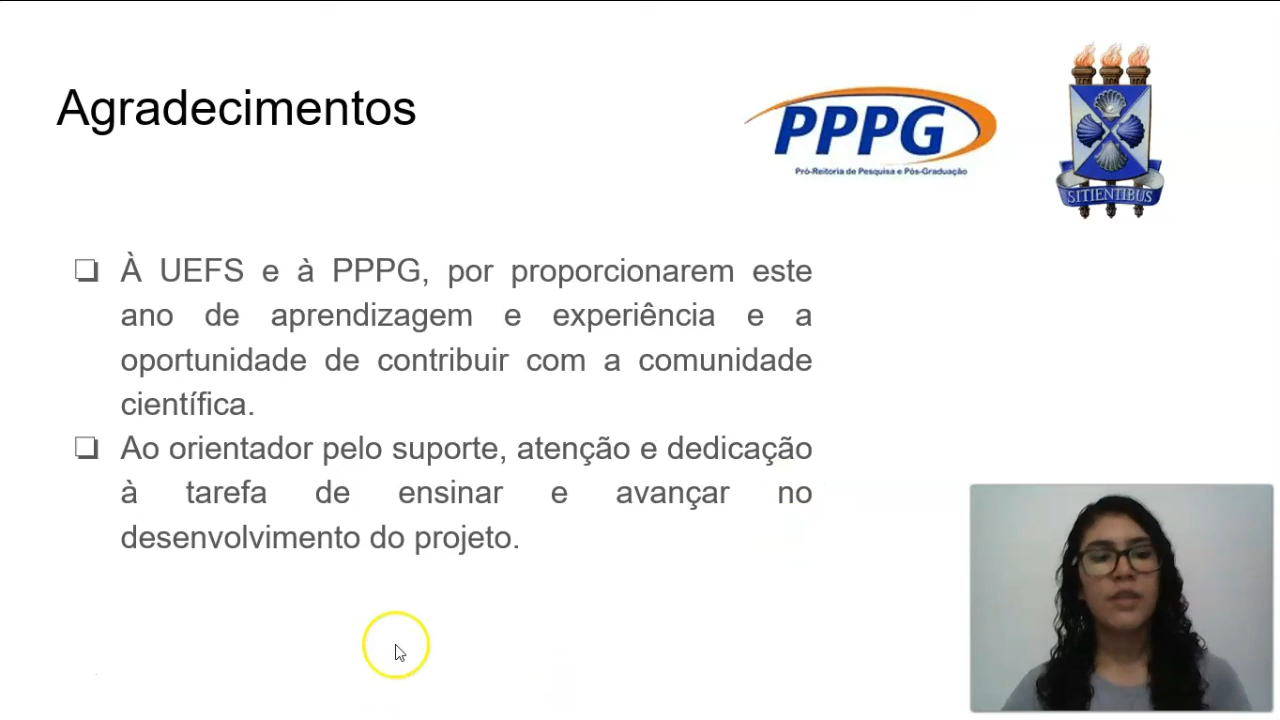 Agradecimentos
PPPG
Pró-Reitoria de Pesquisa e Pós-Graduação
SITIENTIBUS
À UEFS e à PPPG, por proporcionarem este
ano de aprendizagem e experiência e a
oportunidade de contribuir com a comunidade
científica.
Ao orientador pelo suporte, atenção e dedicação
à tarefa de ensinar e avançar no
desenvolvimento do projeto.